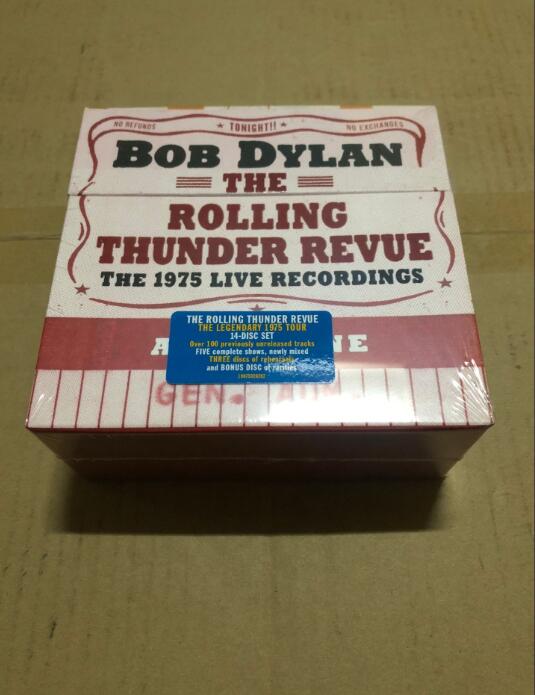 NO REFUNDS
★ TONIGHT!! ★
NO EXCHANGES
BOB DYLAN
THE
ROLLING
THUNDER REVUE
THE 1975 LIVE RECORDINGS
THE ROLLING THUNDER REVUE
THE LEGENDARY 1975 TOUR
14-DISC SET
Over 100 previously unreleased tracks
FIVE complete shows, newly mixed
THREE discs of rehearsals
and BONUS DISC of rarities
GEN.